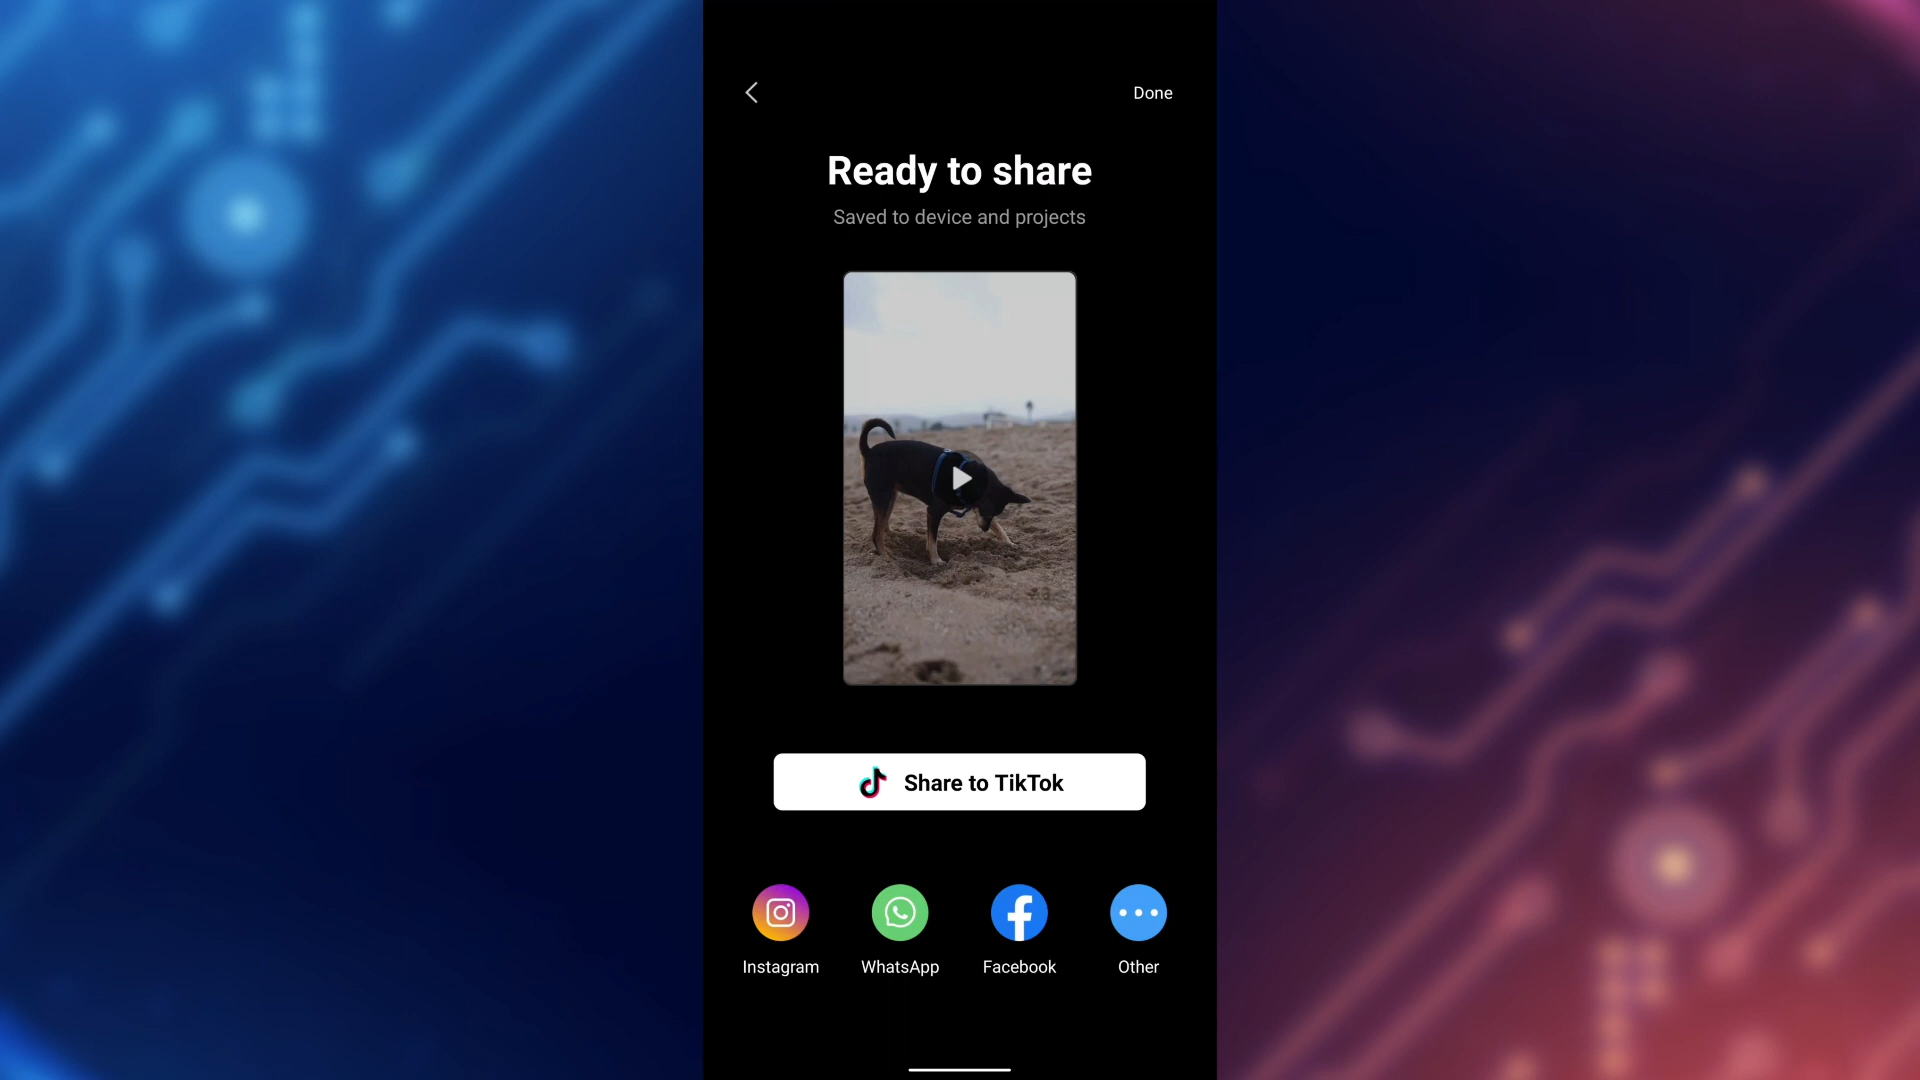 Done
Ready to share
Saved to device and projects
Share to TikTok
Instagram
WhatsApp
Facebook
Other